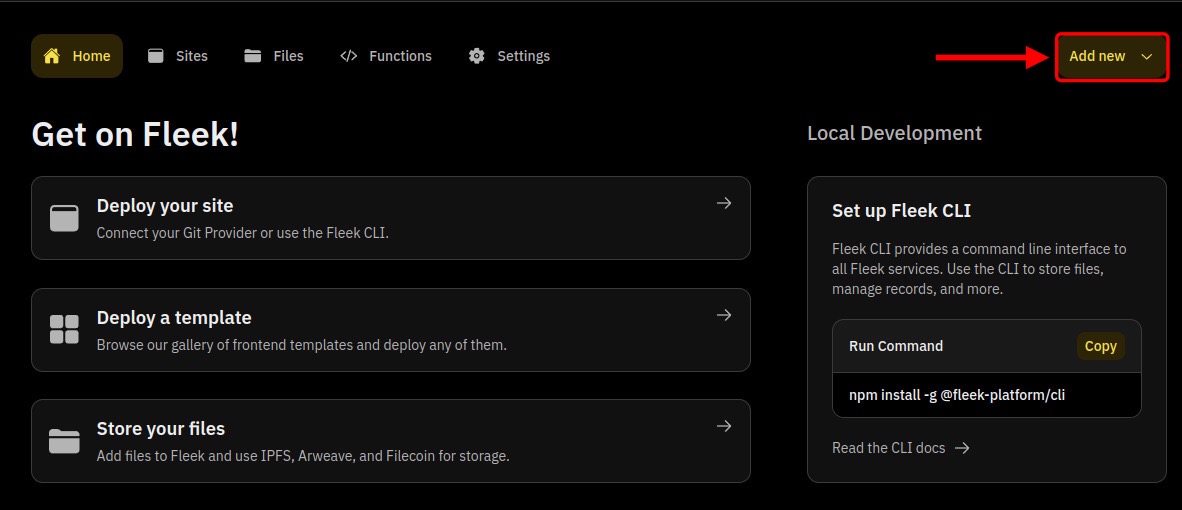 Home
Sites
Files
Functions
Settings
Add new
Get on Fleek!
Deploy your site
Connect your Git Provider or use the Fleek CLI.
Deploy a template
Browse our gallery of frontend templates and deploy any of them.
Store your files
Add files to Fleek and use IPFS, Arweave, and Filecoin for storage.
Local Development
Set up Fleek CLI
Fleek CLI provides a command line interface to
all Fleek services. Use the CLI to store files,
manage records, and more.
Run Command
Copy
npm install -g @fleek-platform/cli
Read the CLI docs